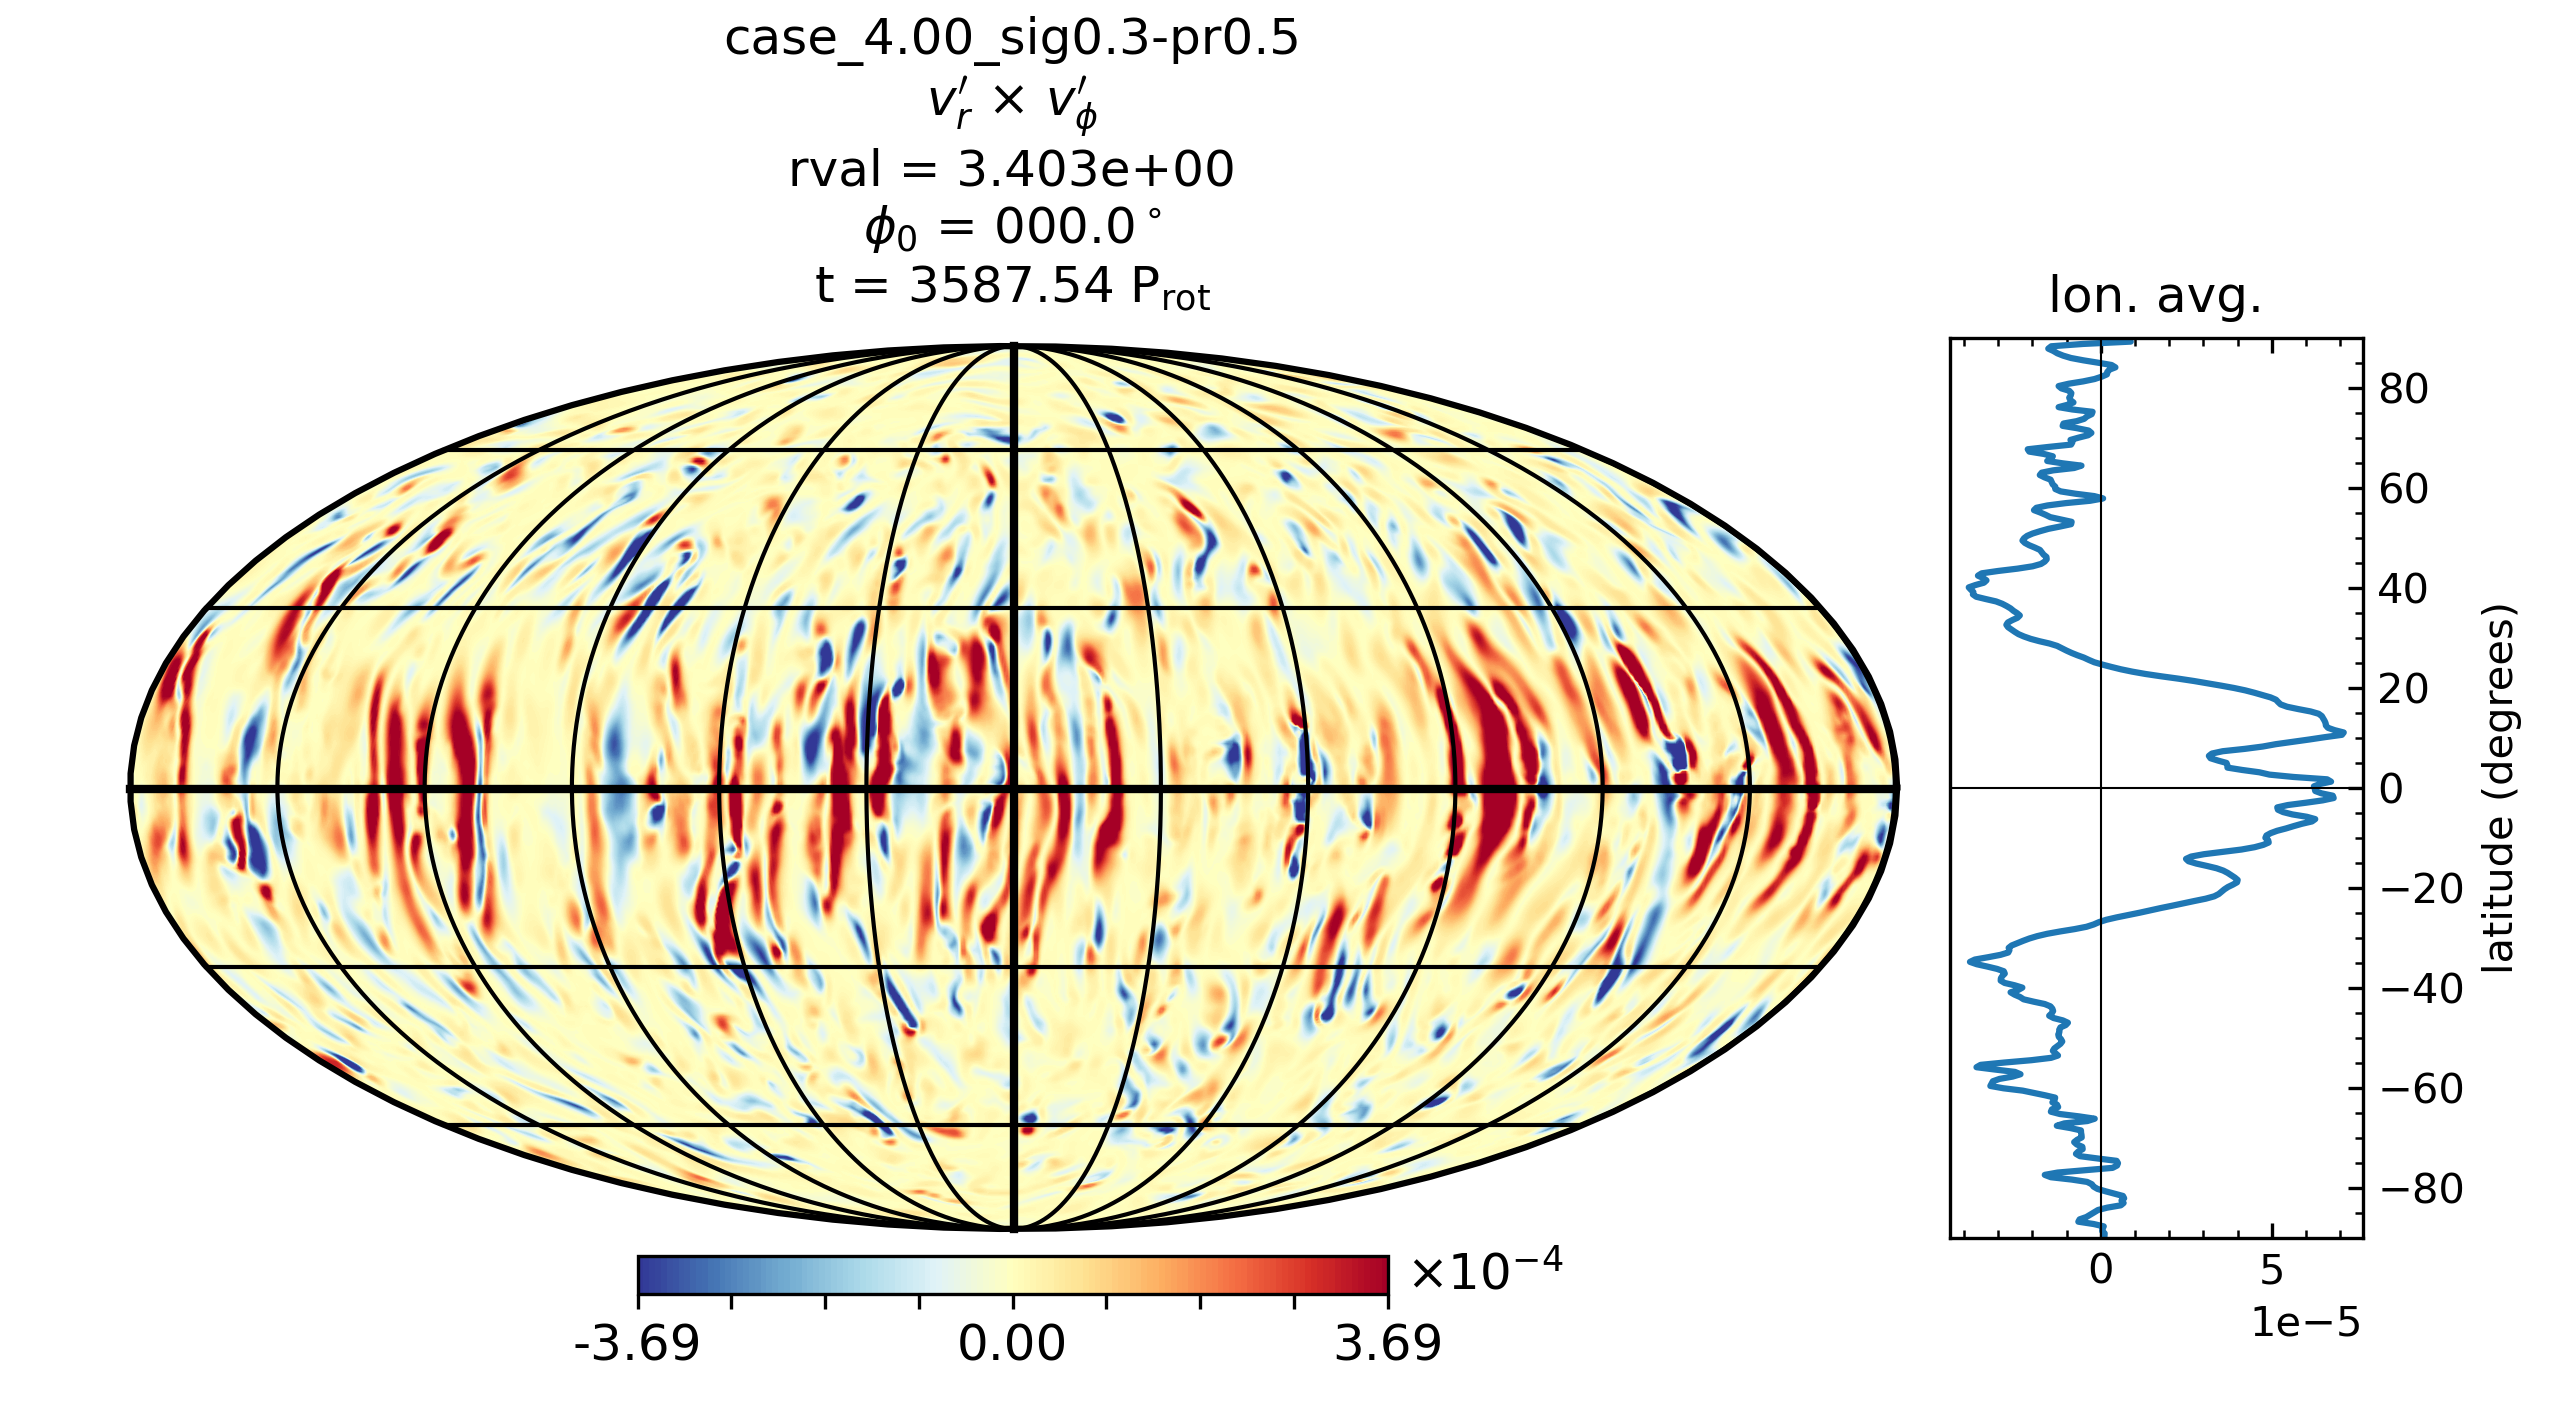 case_4.00_sig0.3-pr0.5
v′r × v′ϕ
rval = 3.403e+00
ϕ0 = 000.0°
t = 3587.54 Prot
lon. avg.
80
60
40
20
0
−20
−40
−60
−80
latitude (degrees)
0 5
1e−5
×10−4
-3.69 0.00 3.69